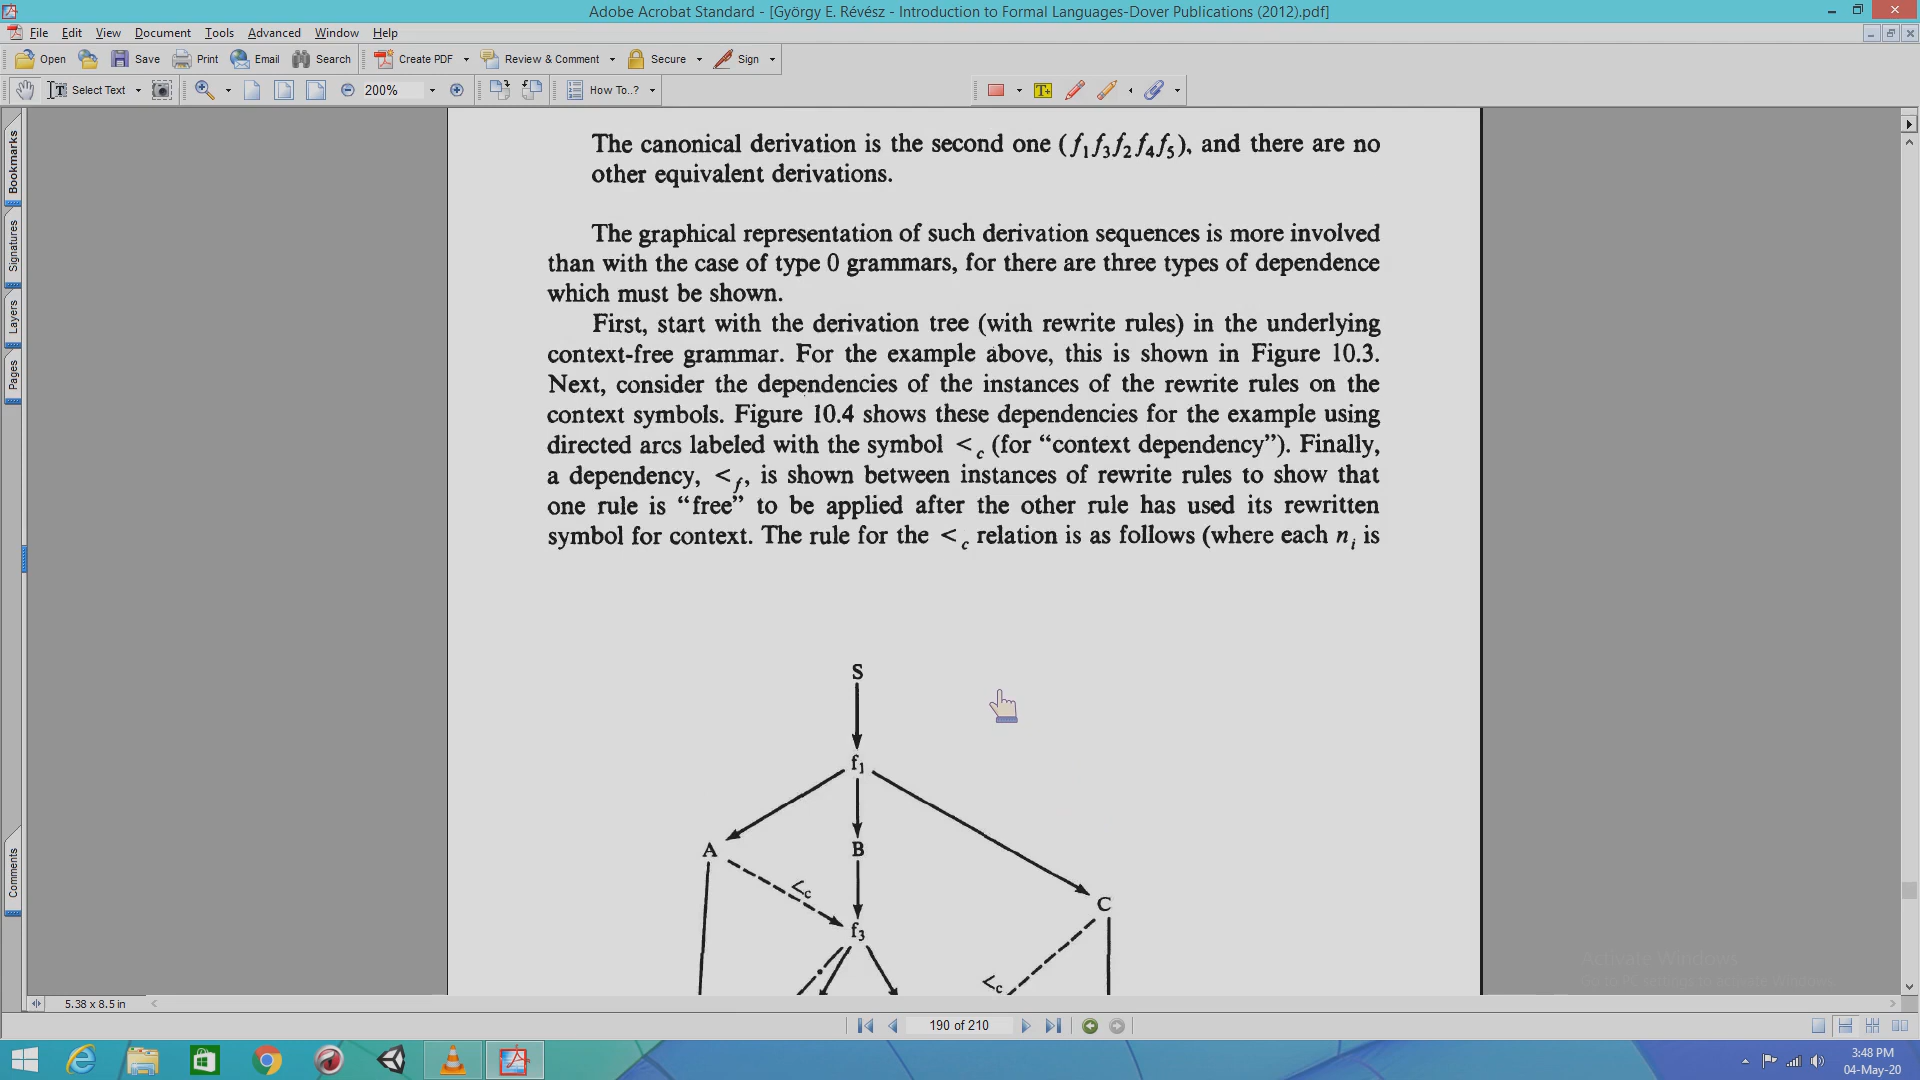 Adobe Acrobat Standard - [György E. Révész - Introduction to Formal Languages-Dover Publications (2012).pdf]
File Edit View Document Tools Advanced Window Help
Open Save Print Email Search Create PDF Review & Comment Secure Sign
Select Text 200% How To..?
Bookmarks
Signatures
Layers
Pages
Comments
The canonical derivation is the second one (f₁f₃f₂f₄f₅), and there are no
other equivalent derivations.
The graphical representation of such derivation sequences is more involved
than with the case of type 0 grammars, for there are three types of dependence
which must be shown.
First, start with the derivation tree (with rewrite rules) in the underlying
context-free grammar. For the example above, this is shown in Figure 10.3.
Next, consider the dependencies of the instances of the rewrite rules on the
context symbols. Figure 10.4 shows these dependencies for the example using
directed arcs labeled with the symbol <c (for “context dependency”). Finally,
a dependency, <f, is shown between instances of rewrite rules to show that
one rule is “free” to be applied after the other rule has used its rewritten
symbol for context. The rule for the <c relation is as follows (where each nᵢ is
S
f₁
A B
<c C
f₃
<c
Activate Windows
5.38 x 8.5 in
190 of 210
3:48 PM
04-May-20